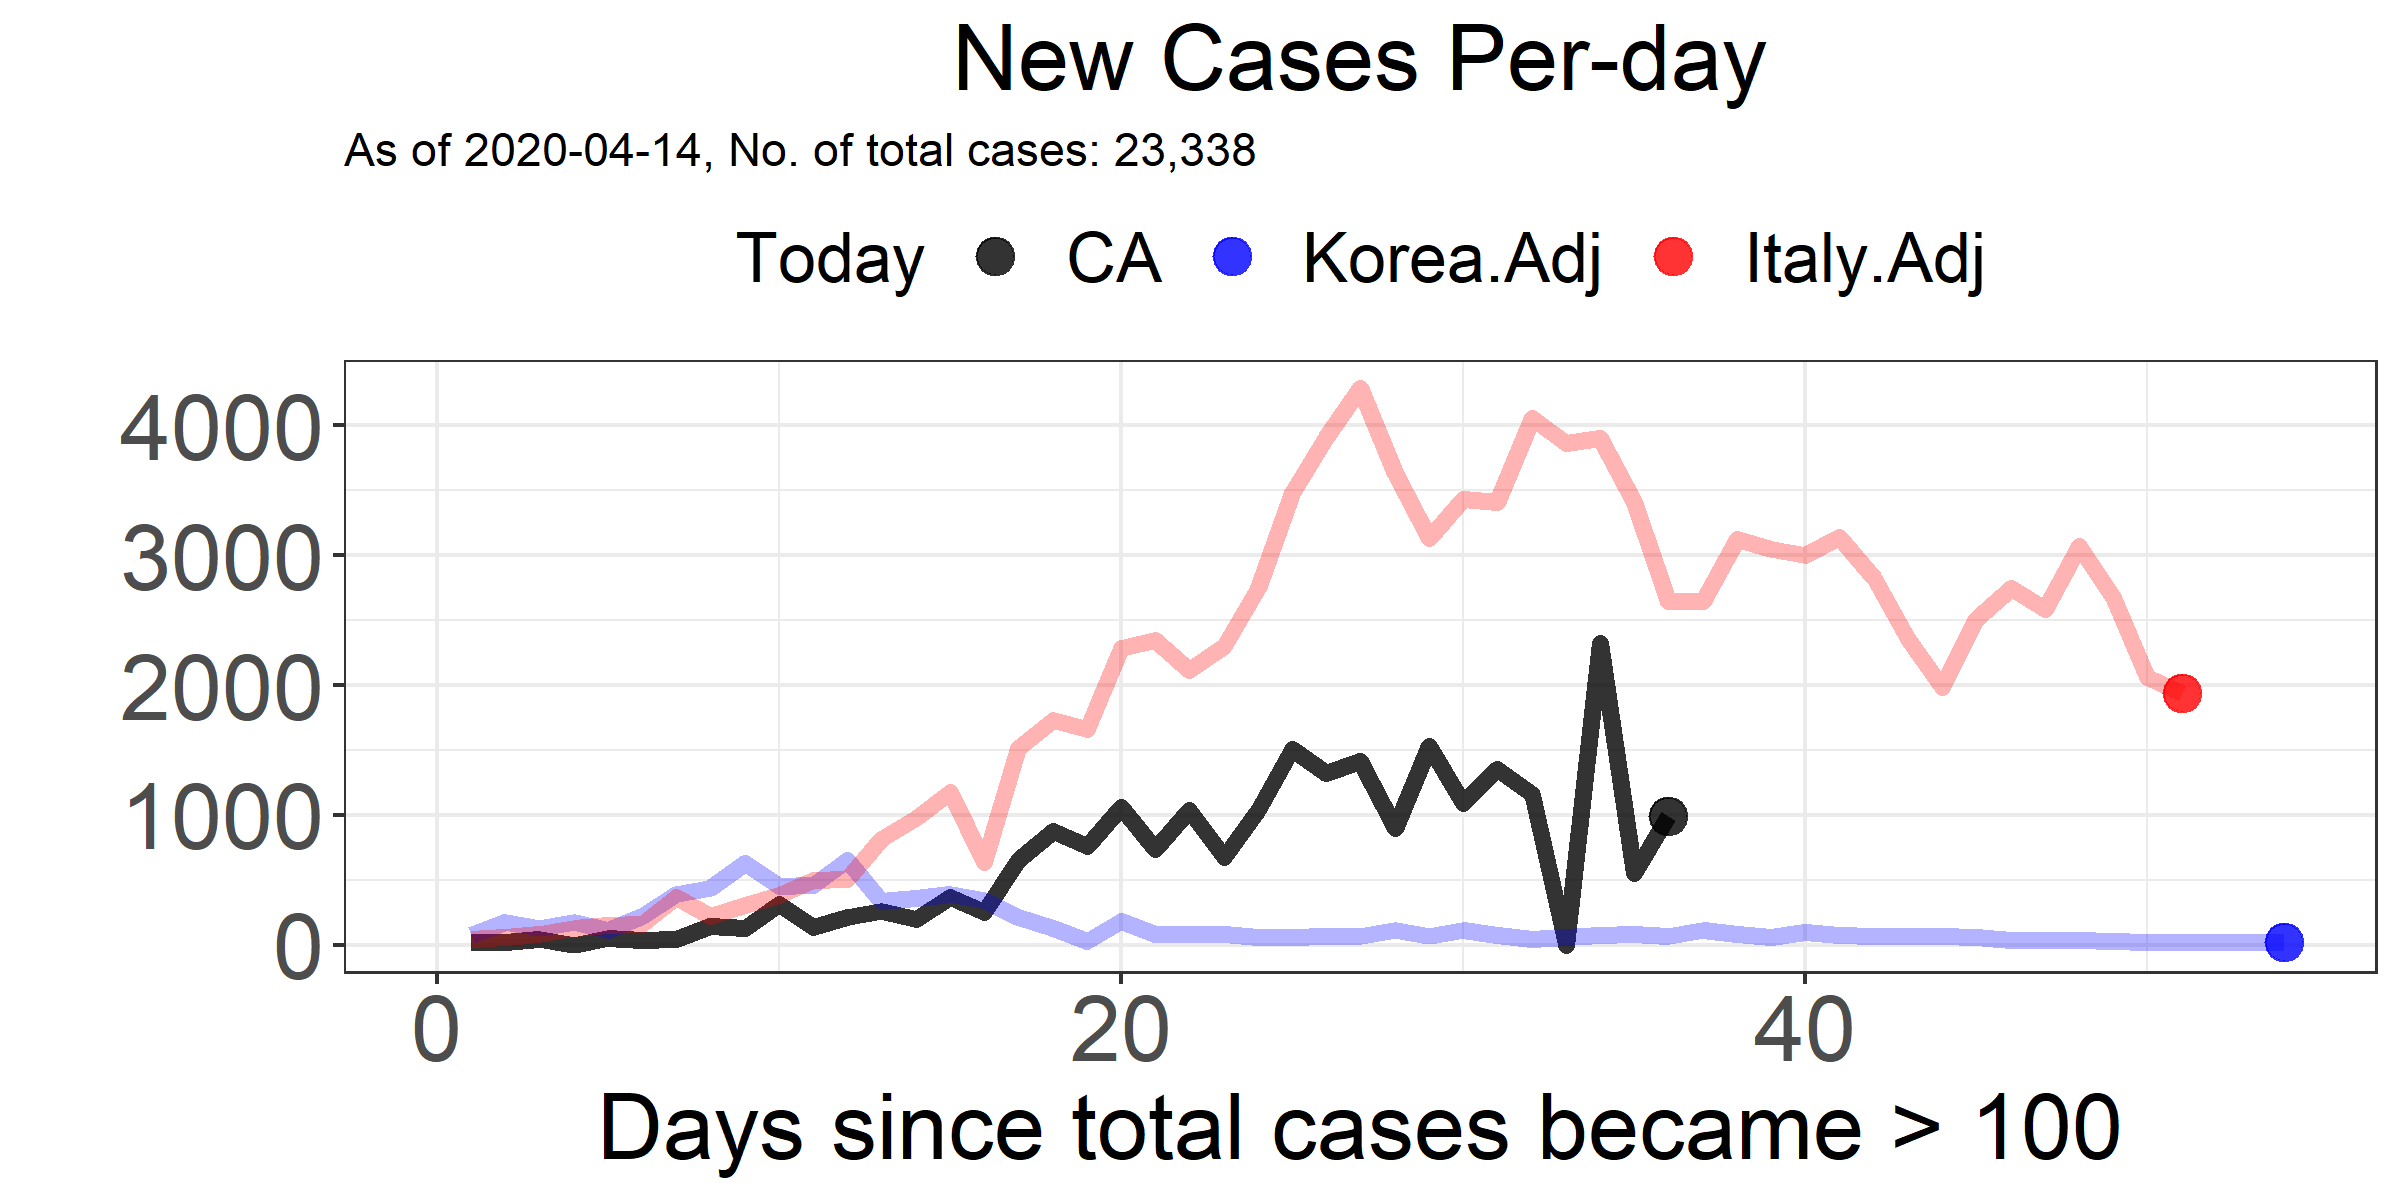 New Cases Per-day
As of 2020-04-14, No. of total cases: 23,338
Today CA Korea.Adj Italy.Adj
4000
3000
2000
1000
0
0 20 40
Days since total cases became > 100